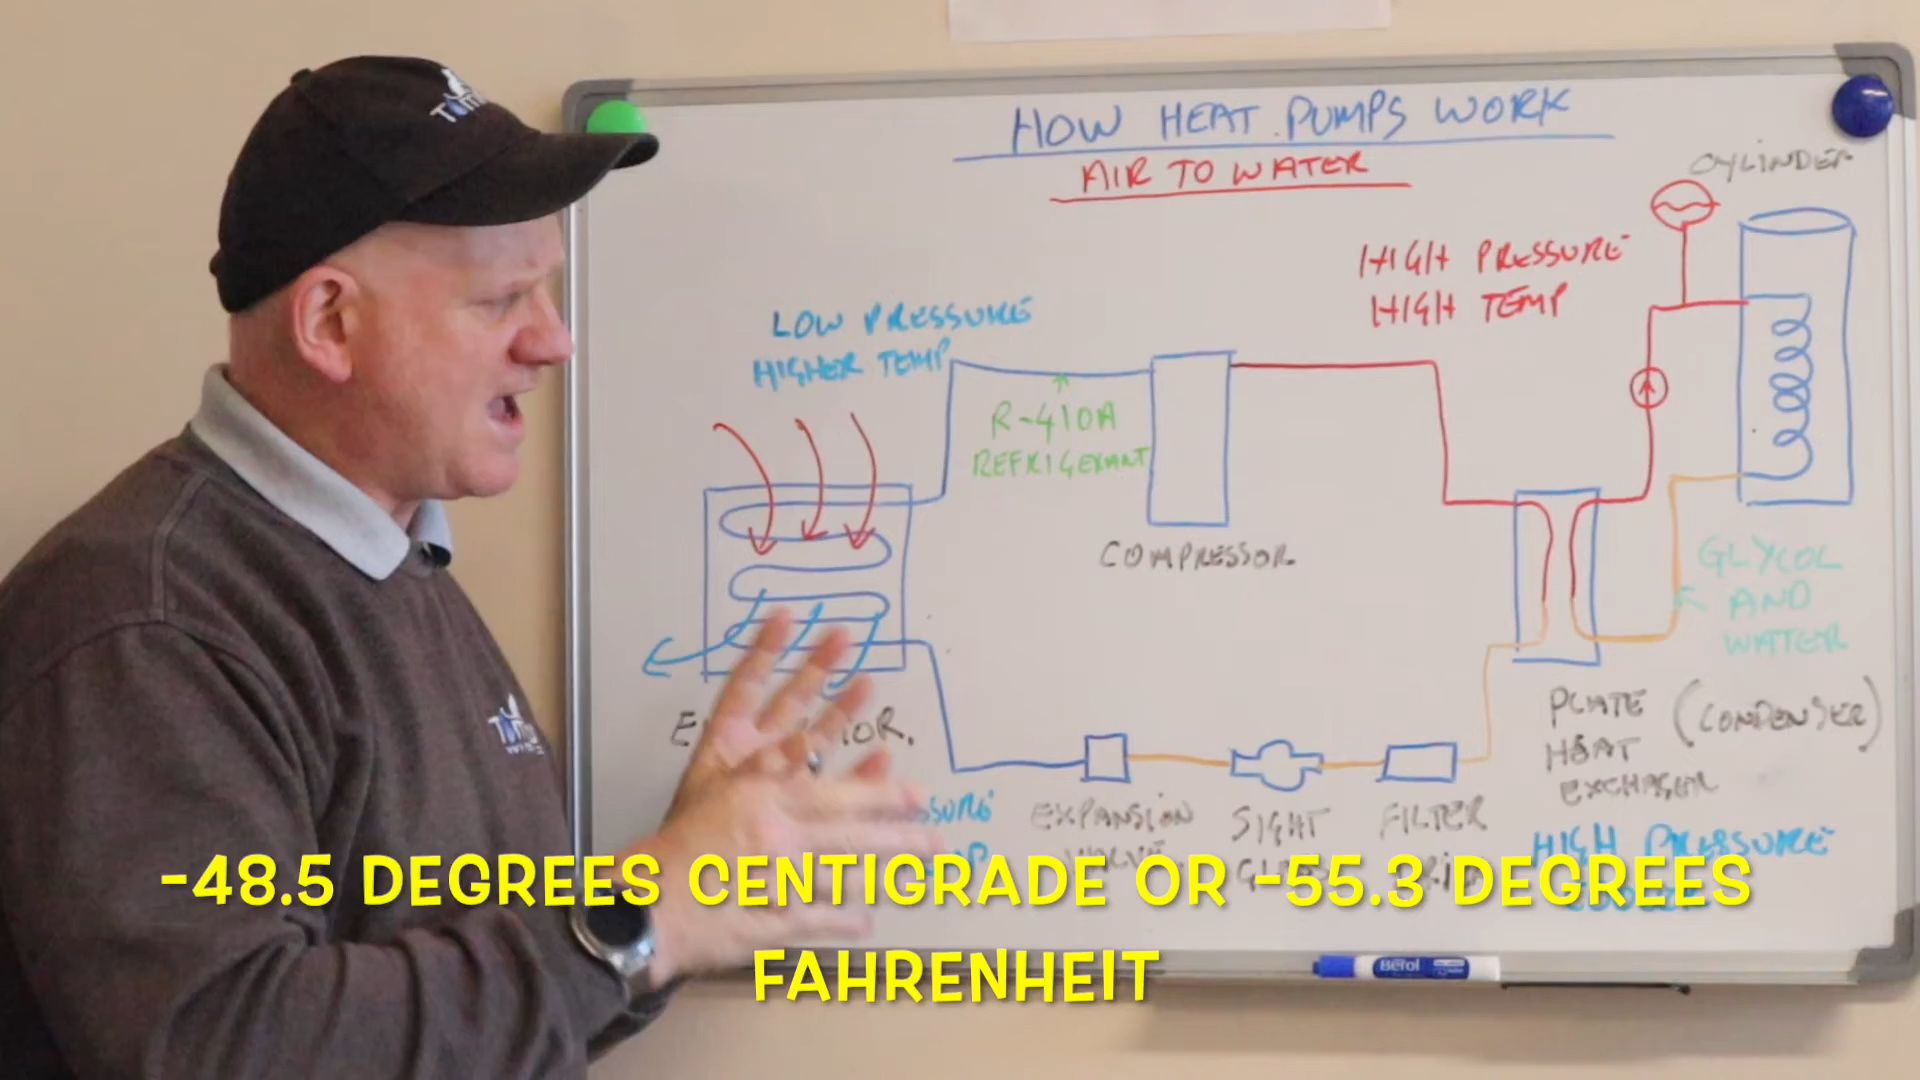 HOW HEAT PUMPS WORK
AIR TO WATER
CYLINDER
HIGH PRESSURE
HIGH TEMP
LOW PRESSURE
HIGHER TEMP
R-410A
REFRIGERANT
COMPRESSOR
GLYCOL
AND
WATER
PLATE
HEAT
EXCHAGER
(CONDENSER)
EXPANSION
SIGHT
FILTER
HIGH PRESSURE
-48.5 DEGREES CENTIGRADE OR -55.3 DEGREES
FAHRENHEIT
Berol